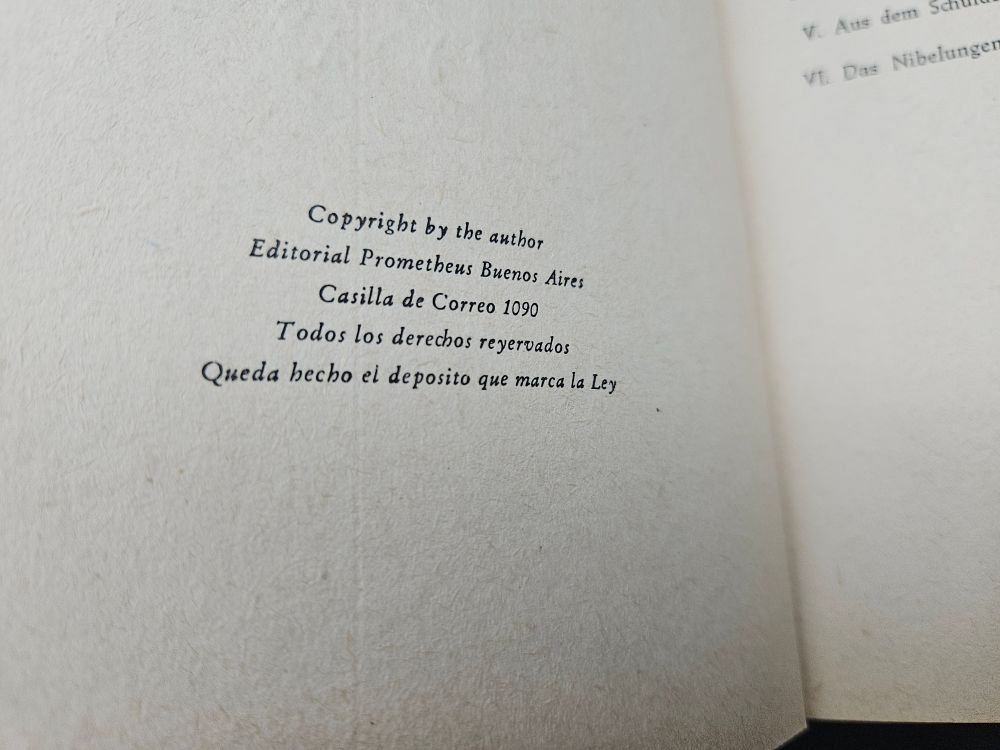 Copyright by the author
Editorial Prometheus Buenos Aires
Casilla de Correo 1090
Todos los derechos reyervados
Queda hecho el deposito que marca la Ley
V. Aus dem
VI. Das Nibelungen